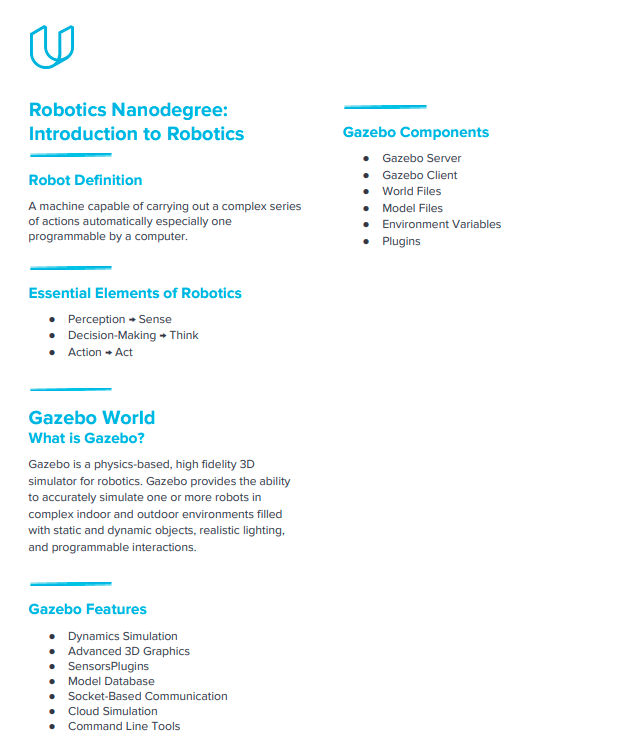 Robotics Nanodegree:
Introduction to Robotics
Robot Definition
A machine capable of carrying out a complex series
of actions automatically especially one
programmable by a computer.
Essential Elements of Robotics
● Perception → Sense
● Decision-Making → Think
● Action → Act
Gazebo World
What is Gazebo?
Gazebo is a physics-based, high fidelity 3D
simulator for robotics. Gazebo provides the ability
to accurately simulate one or more robots in
complex indoor and outdoor environments filled
with static and dynamic objects, realistic lighting,
and programmable interactions.
Gazebo Features
● Dynamics Simulation
● Advanced 3D Graphics
● SensorsPlugins
● Model Database
● Socket-Based Communication
● Cloud Simulation
● Command Line Tools
Gazebo Components
● Gazebo Server
● Gazebo Client
● World Files
● Model Files
● Environment Variables
● Plugins